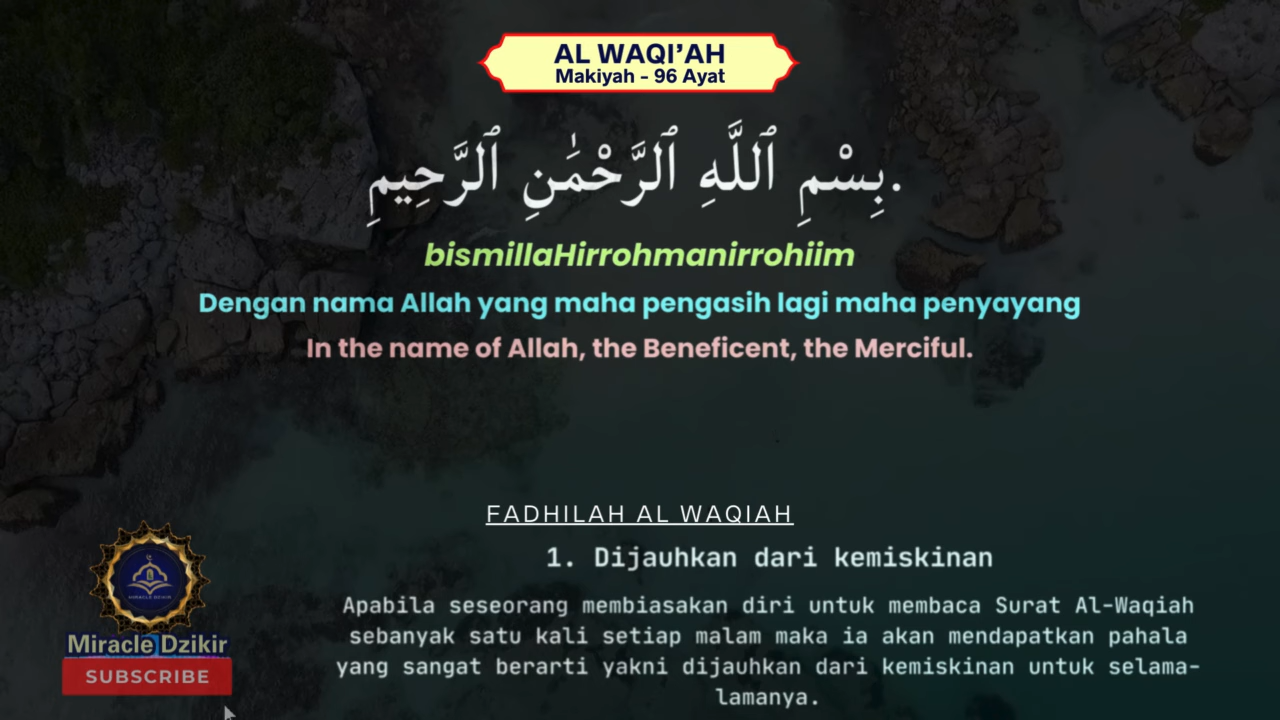 AL WAQI’AH
Makiyah - 96 Ayat
بِسْمِ ٱللَّهِ ٱلرَّحْمَٰنِ ٱلرَّحِيمِ.
bismillaHirrohmanirrohiim
Dengan nama Allah yang maha pengasih lagi maha penyayang
In the name of Allah, the Beneficent, the Merciful.
FADHILAH AL WAQIAH
1. Dijauhkan dari kemiskinan
Apabila seseorang membiasakan diri untuk membaca Surat Al-Waqiah
sebanyak satu kali setiap malam maka ia akan mendapatkan pahala
yang sangat berarti yakni dijauhkan dari kemiskinan untuk selama-
lamanya.
Miracle Dzikir
SUBSCRIBE